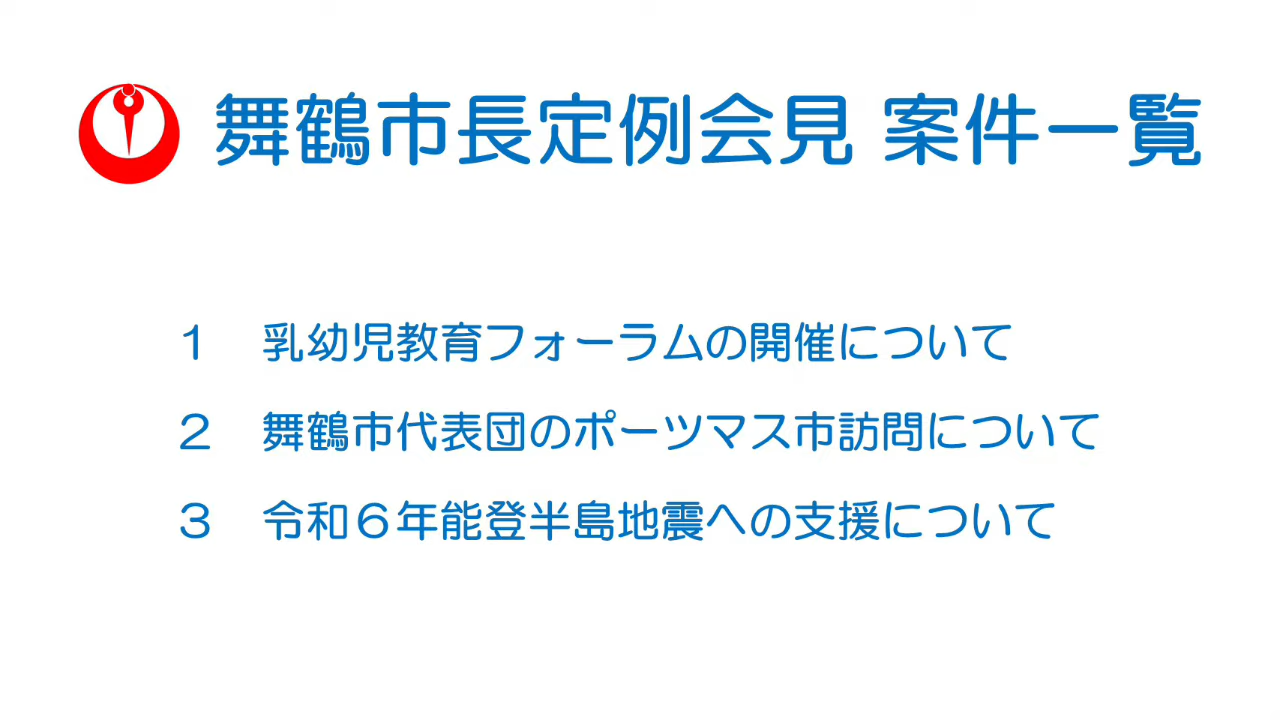 舞鶴市長定例会見 案件一覧
１　乳幼児教育フォーラムの開催について
２　舞鶴市代表団のポーツマス市訪問について
３　令和６年能登半島地震への支援について